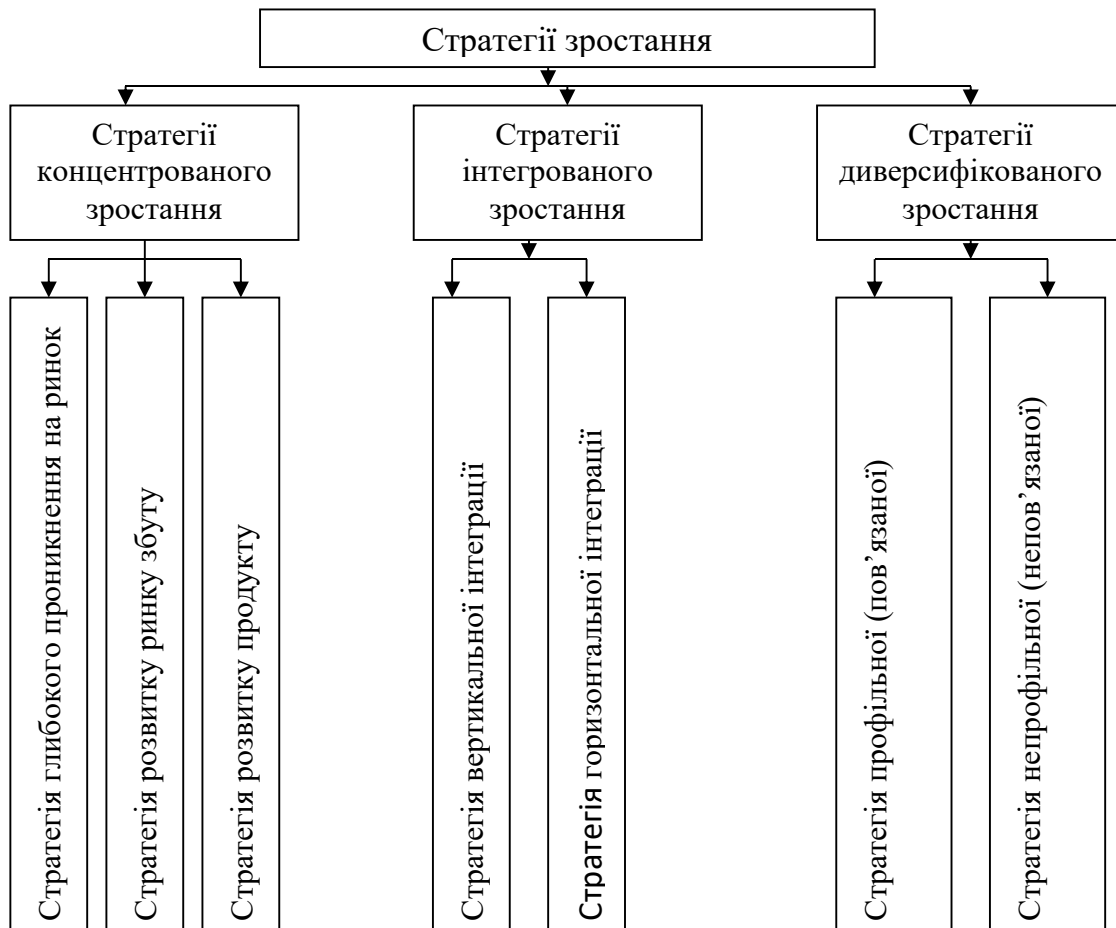 Стратегії зростання
Стратегії
концентрованого
зростання
Стратегії
інтегрованого
зростання
Стратегії
диверсифікованого
зростання
Стратегія глибокого проникнення на ринок
Стратегія розвитку ринку збуту
Стратегія розвитку продукту
Стратегія вертикальної інтеграції
Стратегія горизонтальної інтеграції
Стратегія профільної (пов’язаної)
Стратегія непрофільної (непов’язаної)